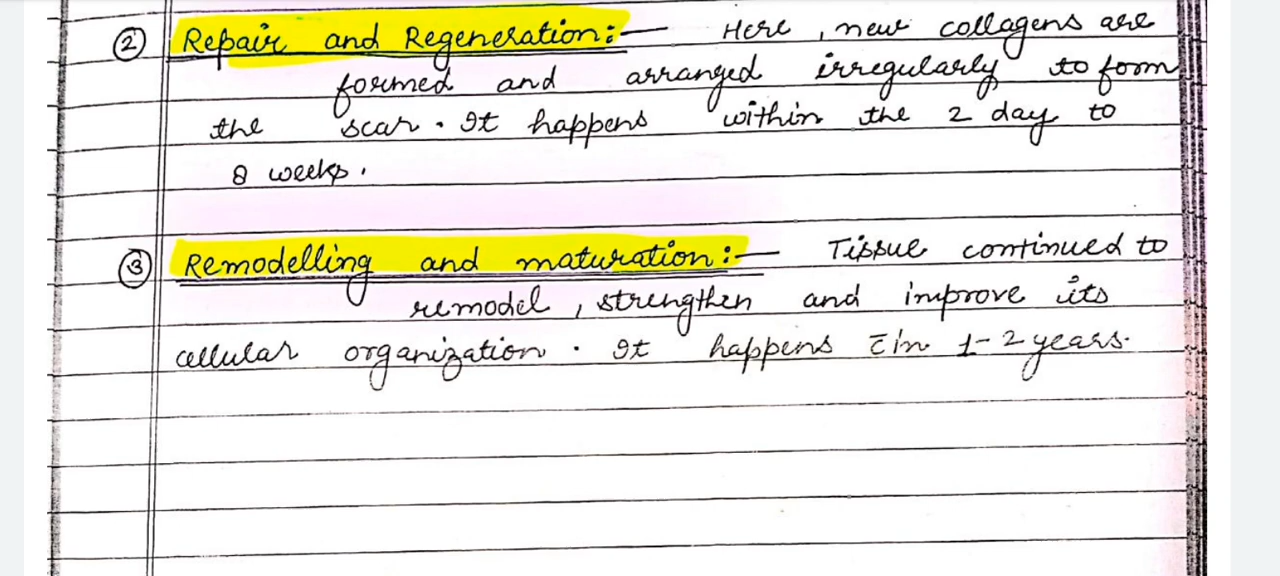 ② Repair and Regeneration:— Here, new collagens are
formed and arranged irregularly to form
the scar. It happens within the 2 day to
8 weeks.
③ Remodelling and maturation:— Tissue continued to
remodel, strengthen and improve its
cellular organization. It happens c̄in 1-2 years.